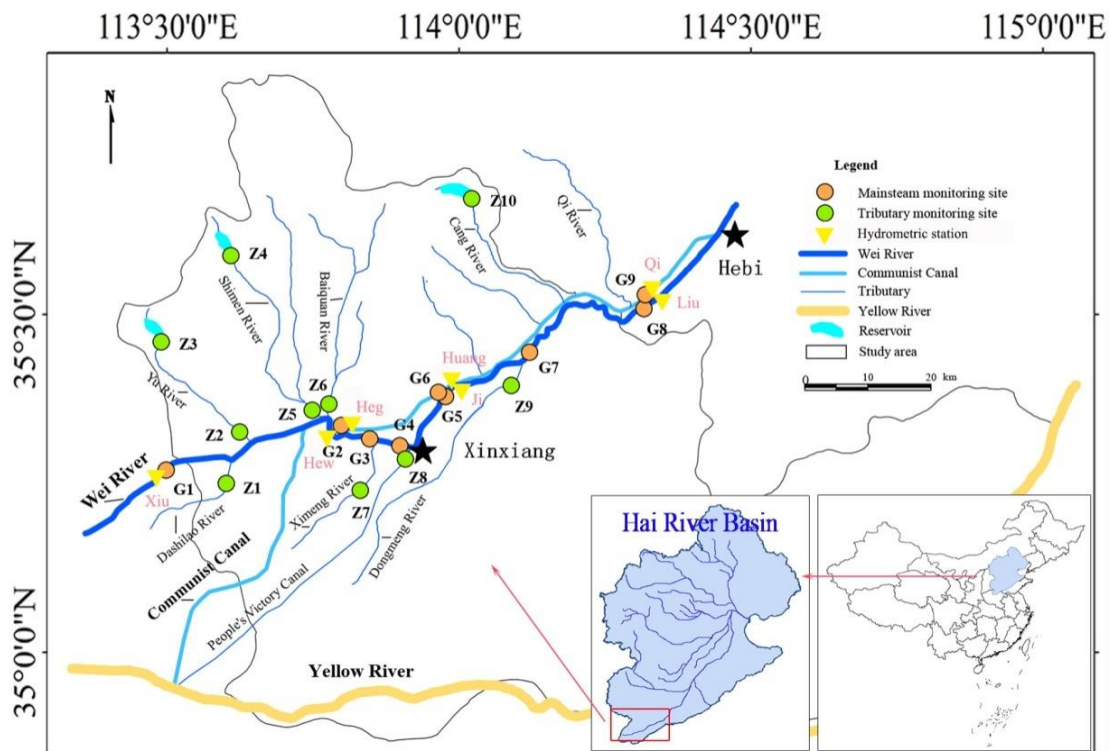 113°30'0"E
114°0'0"E
114°30'0"E
115°0'0"E
N
35°30'0"N
35°0'0"N
Legend
Mainsteam monitoring site
Tributary monitoring site
Hydrometric station
Wei River
Communist Canal
Tributary
Yellow River
Reservoir
Study area
0
10
20
km
Z10
Qi River
Cang River
Z4
Shimen River
Baiquan River
Hebi
Qi
G9
Liu
G8
Z3
Yu River
Huang
G7
G6
Ji
G5
Z9
Z6
Z5
Heg
G4
Z2
G2
G3
Hew
Xinxiang
Z8
Wei River
G1
Xiu
Z1
Z7
Ximeng River
Dashilao River
Dongmeng River
Communist Canal
People's Victory Canal
Yellow River
Hai River Basin